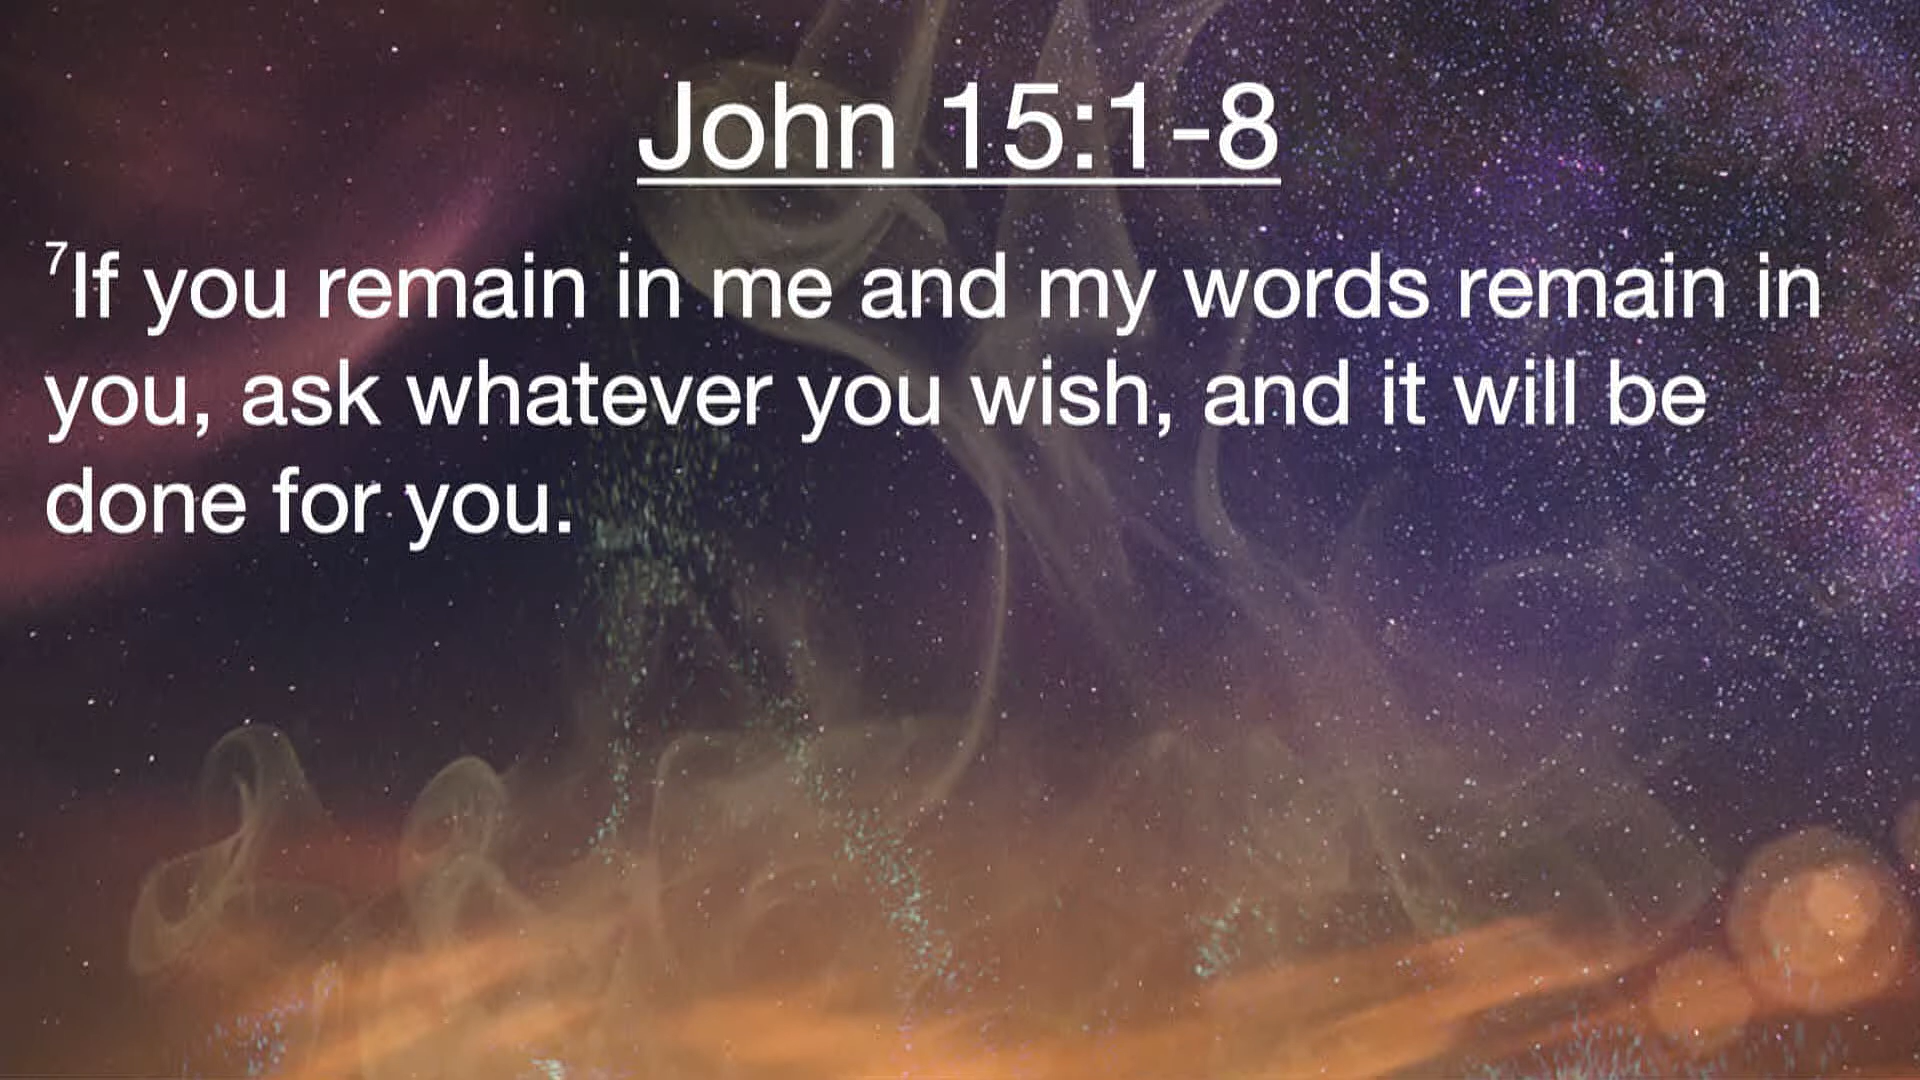 John 15:1-8
7If you remain in me and my words remain in
you, ask whatever you wish, and it will be
done for you.